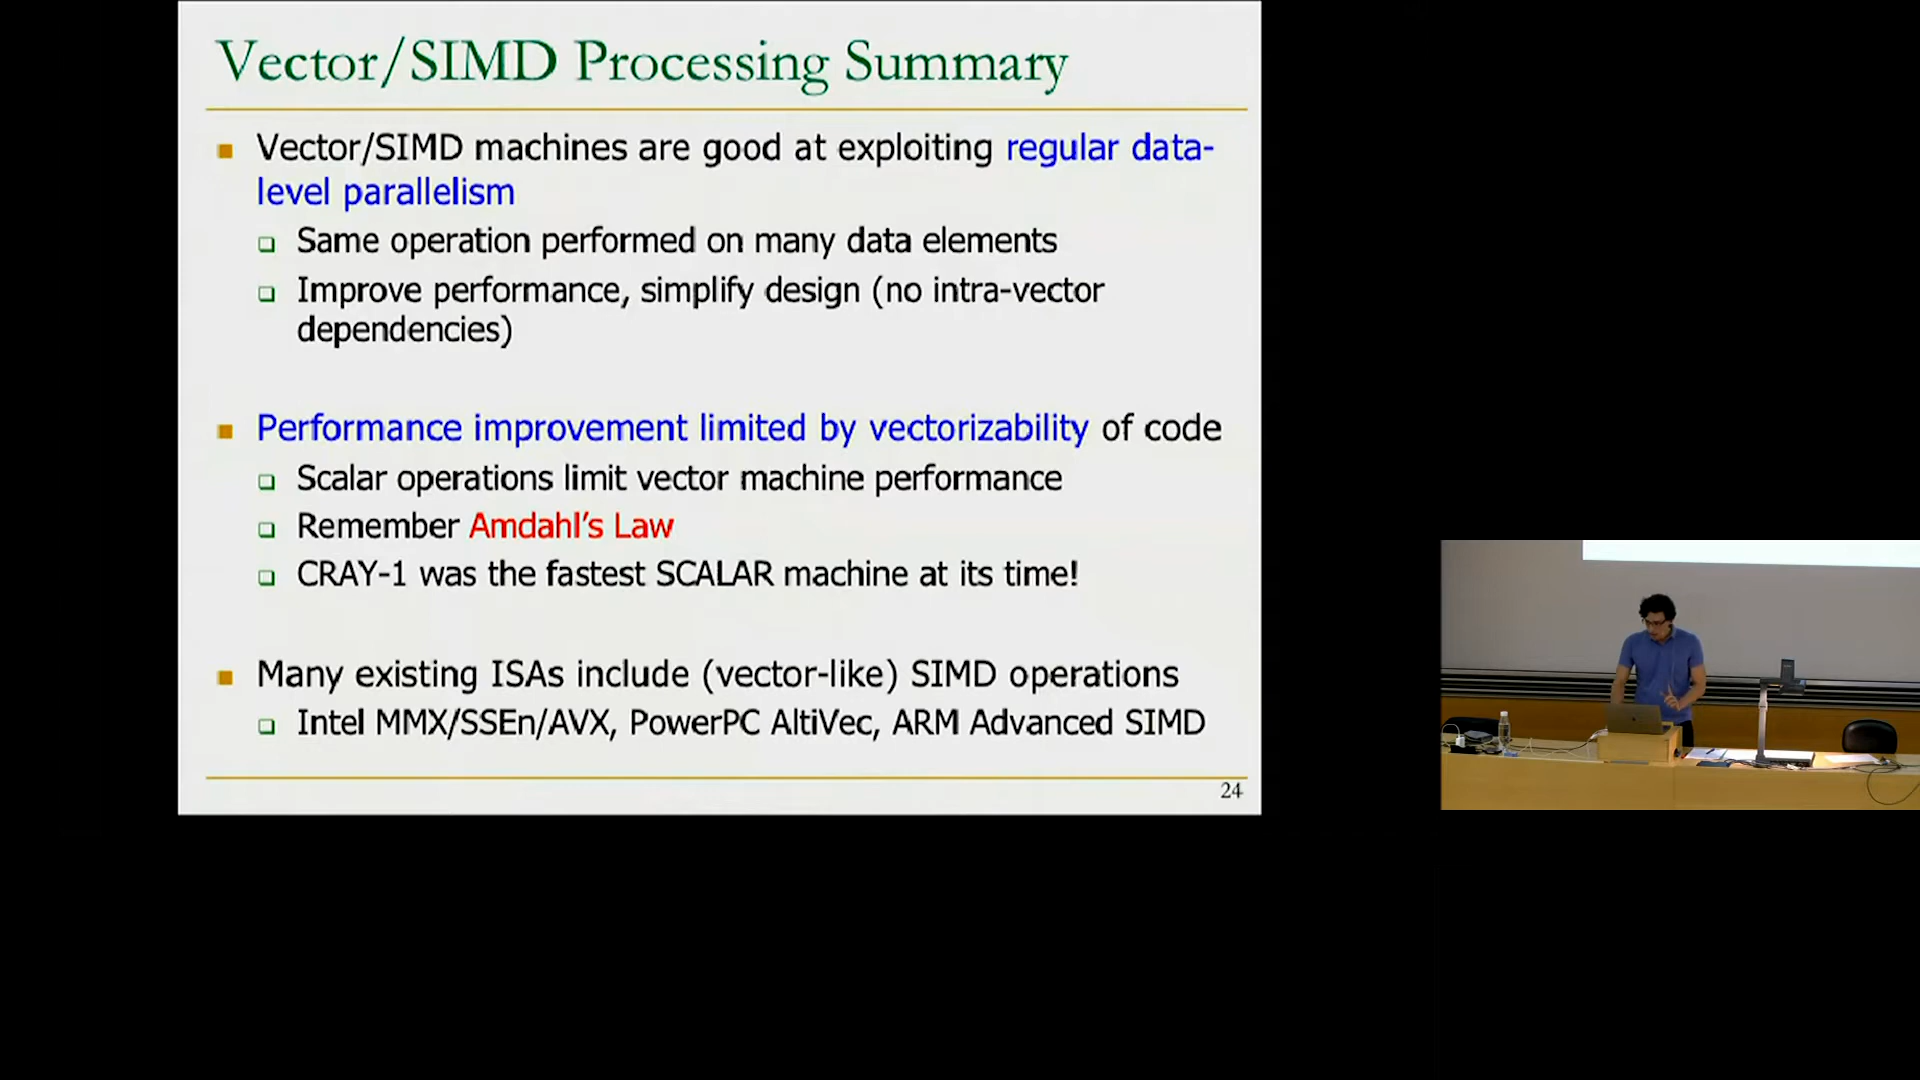 Vector/SIMD Processing Summary
Vector/SIMD machines are good at exploiting regular data-
level parallelism
Same operation performed on many data elements
Improve performance, simplify design (no intra-vector
dependencies)
Performance improvement limited by vectorizability of code
Scalar operations limit vector machine performance
Remember Amdahl's Law
CRAY-1 was the fastest SCALAR machine at its time!
Many existing ISAs include (vector-like) SIMD operations
Intel MMX/SSEn/AVX, PowerPC AltiVec, ARM Advanced SIMD
24